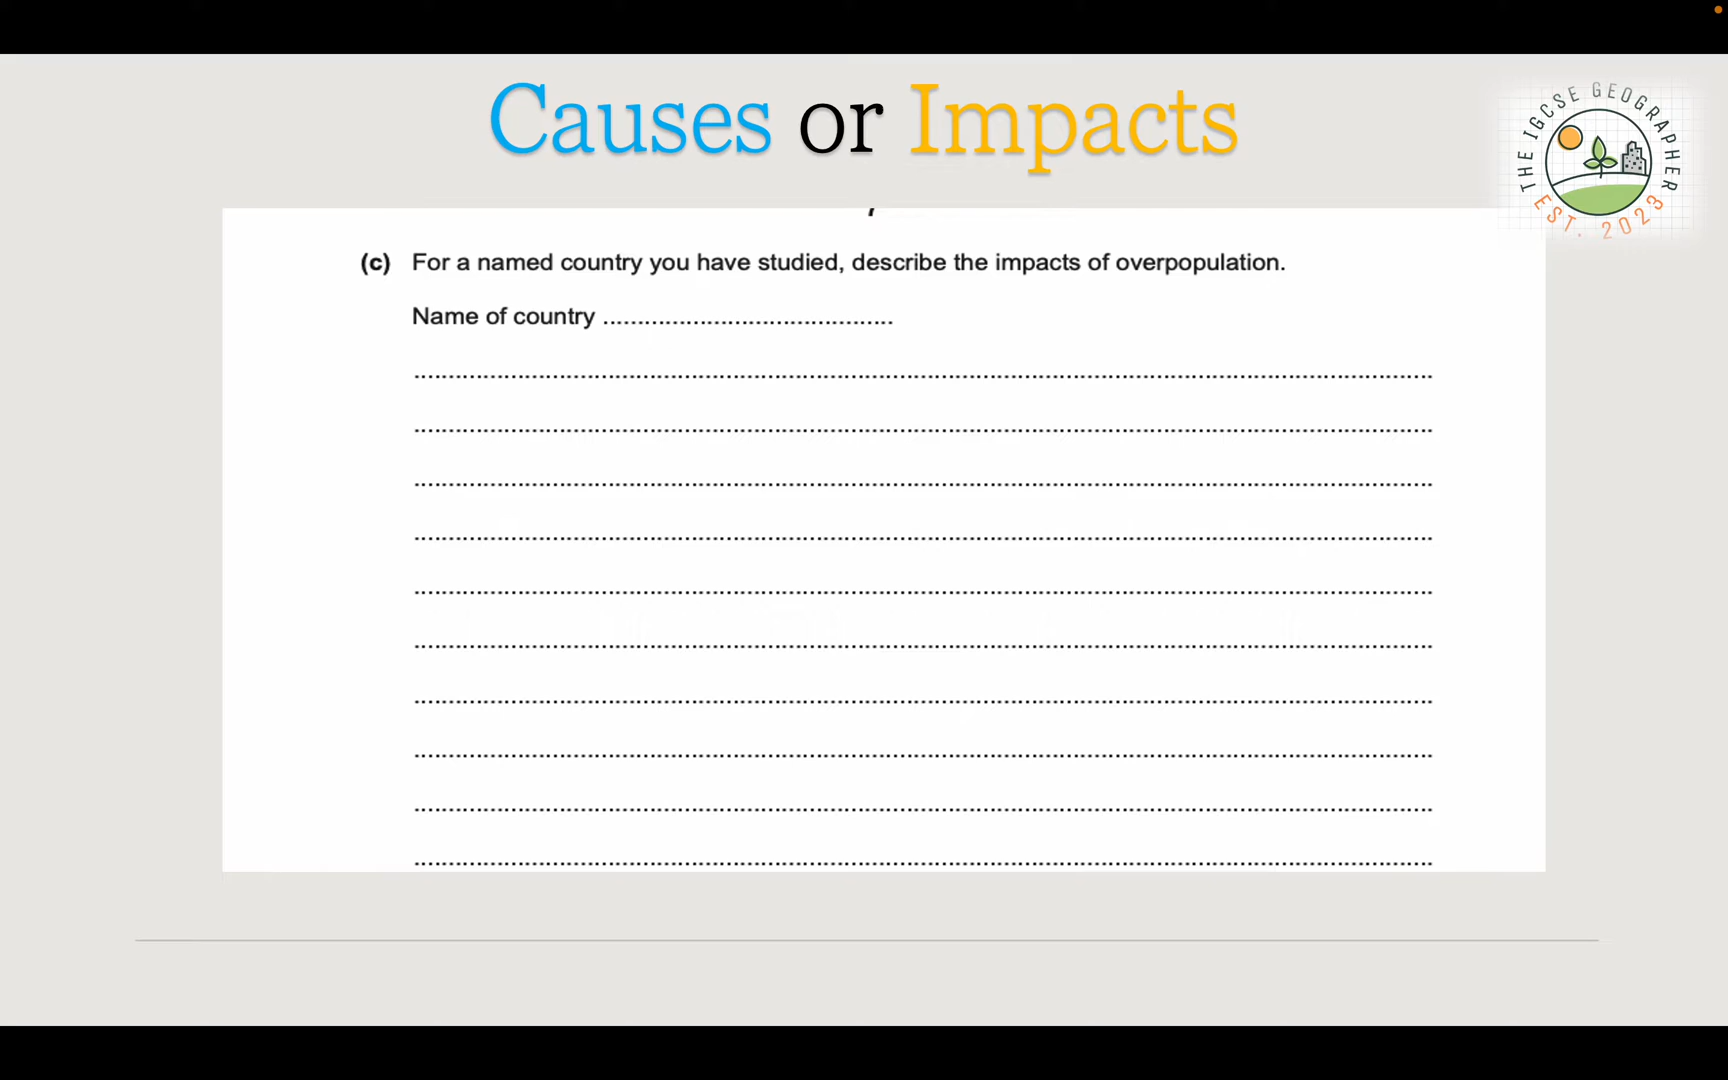 Causes or Impacts
THE IGCSE GEOGRAPHER
EST. 2023
(c) For a named country you have studied, describe the impacts of overpopulation.
Name of country ..........................................